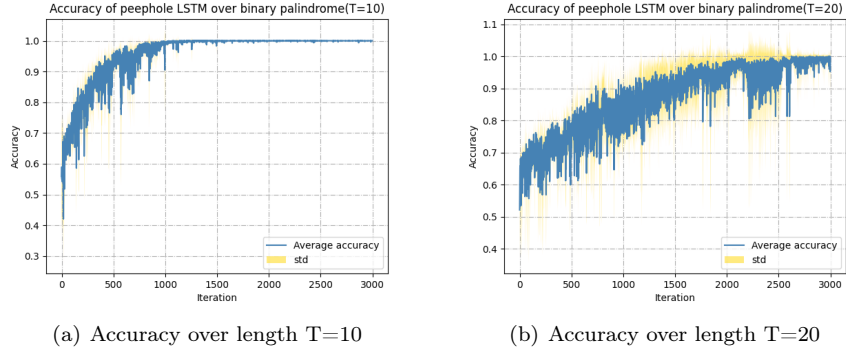 Accuracy of peephole LSTM over binary palindrome(T=10)
1.0
0.9
0.8
0.7
0.6
0.5
0.4
0.3
Accuracy
0 500 1000 1500 2000 2500 3000
Iteration
Average accuracy
std
(a) Accuracy over length T=10
Accuracy of peephole LSTM over binary palindrome(T=20)
1.1
1.0
0.9
0.8
0.7
0.6
0.5
0.4
Accuracy
0 500 1000 1500 2000 2500 3000
Iteration
Average accuracy
std
(b) Accuracy over length T=20